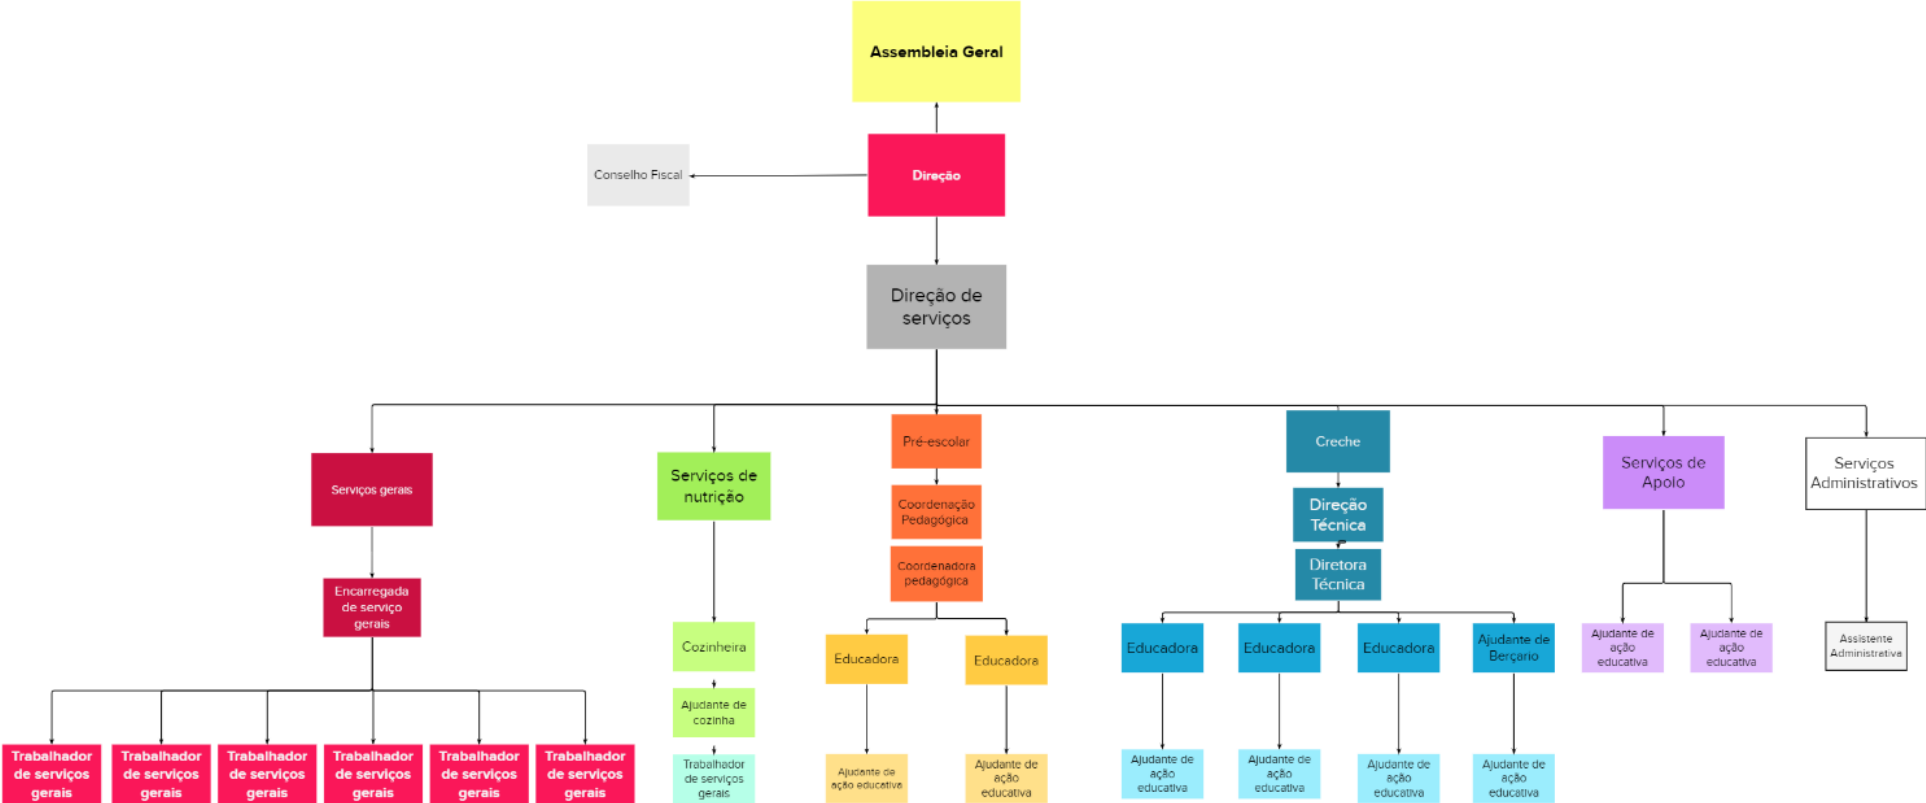 Assembleia Geral
Conselho Fiscal
Direção
Direção de
serviços
Serviços gerais
Serviços de
nutrição
Pré-escolar
Coordenação
Pedagógica
Coordenadora
pedagógica
Creche
Direção
Técnica
Diretora
Técnica
Serviços de
Apoio
Serviços
Administrativos
Encarregada
de serviço
gerais
Cozinheira
Ajudante de
cozinha
Trabalhador
de serviços
gerais
Educadora
Educadora
Educadora
Educadora
Educadora
Ajudante de
Berçario
Ajudante de
ação
educativa
Ajudante de
ação
educativa
Assistente
Administrativa
Trabalhador
de serviços
gerais
Trabalhador
de serviços
gerais
Trabalhador
de serviços
gerais
Trabalhador
de serviços
gerais
Trabalhador
de serviços
gerais
Trabalhador
de serviços
gerais
Ajudante de
ação educativa
Ajudante de
ação
educativa
Ajudante de
ação
educativa
Ajudante de
ação
educativa
Ajudante de
ação
educativa
Ajudante de
ação
educativa